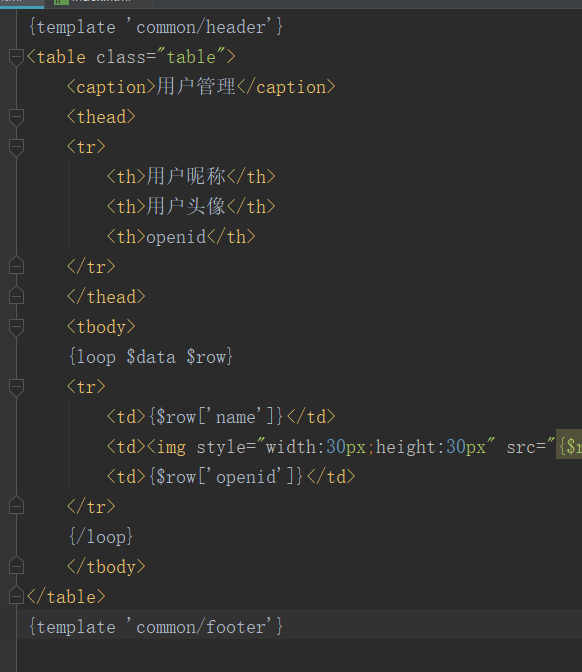 {template 'common/header'}
<table class="table">
    <caption>用户管理</caption>
    <thead>
    <tr>
        <th>用户昵称</th>
        <th>用户头像</th>
        <th>openid</th>
    </tr>
    </thead>
    <tbody>
    {loop $data $row}
    <tr>
        <td>{$row['name']}</td>
        <td><img style="width:30px;height:30px" src="{$r
        <td>{$row['openid']}</td>
    </tr>
    {/loop}
    </tbody>
</table>
{template 'common/footer'}